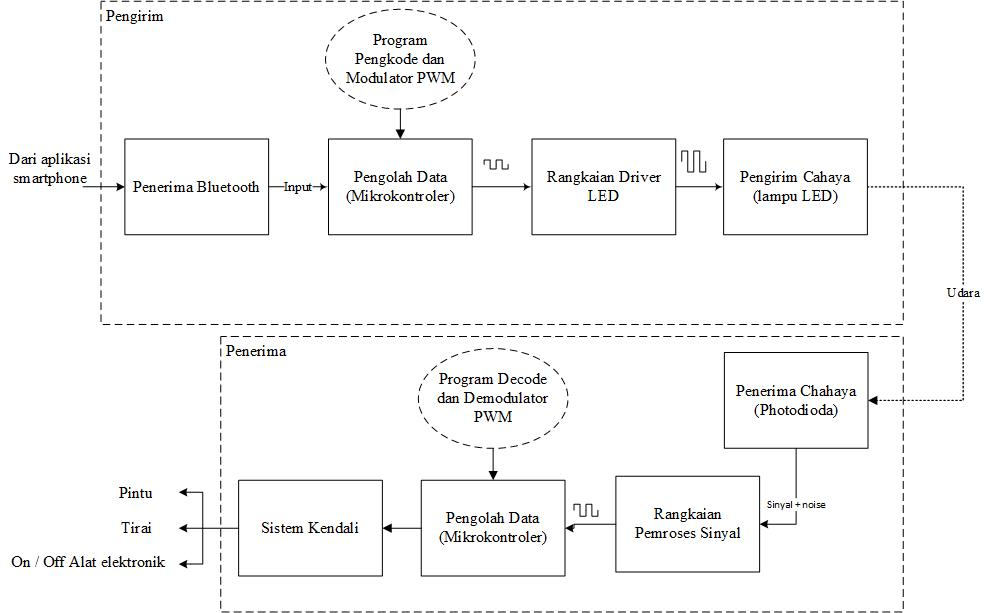 Pengirim
Program
Pengkode dan
Modulator PWM
Dari aplikasi
smartphone
Penerima Bluetooth
Input
Pengolah Data
(Mikrokontroler)
Rangkaian Driver
LED
Pengirim Cahaya
(lampu LED)
Udara
Penerima
Program Decode
dan Demodulator
PWM
Penerima Chahaya
(Photodioda)
Sinyal + noise
Rangkaian
Pemroses Sinyal
Pengolah Data
(Mikrokontroler)
Sistem Kendali
Pintu
Tirai
On / Off Alat elektronik